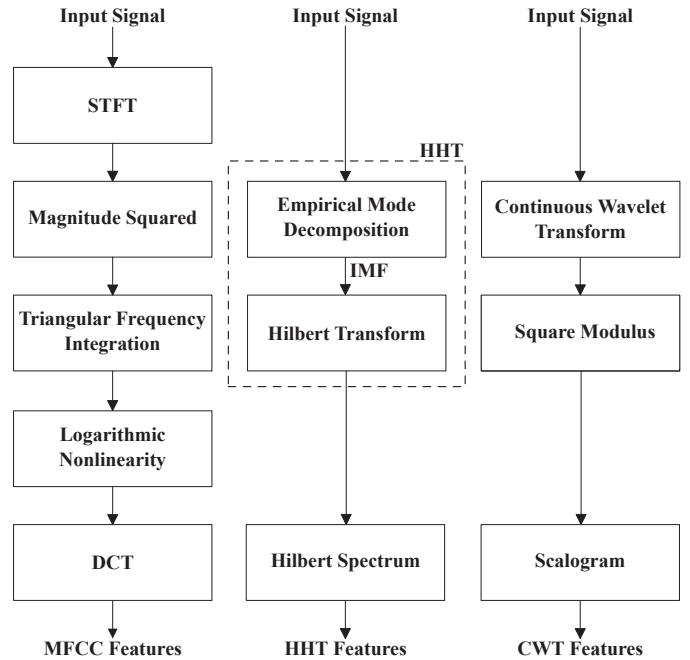 Input Signal
STFT
Magnitude Squared
Triangular Frequency
Integration
Logarithmic
Nonlinearity
DCT
MFCC Features
Input Signal
HHT
Empirical Mode
Decomposition
IMF
Hilbert Transform
Hilbert Spectrum
HHT Features
Input Signal
Continuous Wavelet
Transform
Square Modulus
Scalogram
CWT Features